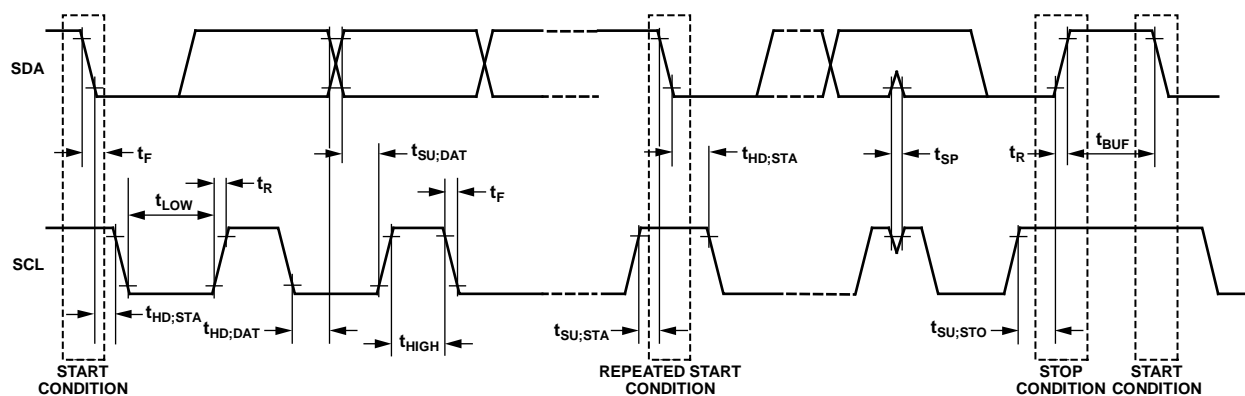 SDA
tF
tSU;DAT
tHD;STA
tSP
tR
tBUF
tLOW
tR
tF
SCL
tHD;STA
tHD;DAT
tHIGH
tSU;STA
tSU;STO
START
CONDITION
REPEATED START
CONDITION
STOP
CONDITION
START
CONDITION